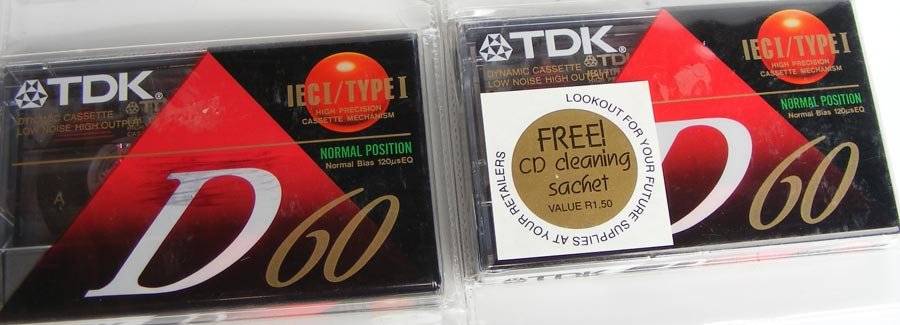 TDK®
DYNAMIC CASSETTE
LOW NOISE HIGH OUTPUT
IECI/TYPE I
HIGH PRECISION
CASSETTE MECHANISM
NORMAL POSITION
Normal Bias 120µsEQ
A
D60
TDK®
DYNAMIC CASSETTE
LOW NOISE HIGH OUTPUT
IECI/TYPE I
HIGH PRECISION
CASSETTE MECHANISM
NORMAL POSITION
Normal Bias 120µsEQ
D60
LOOKOUT FOR YOUR FUTURE SUPPLIES AT YOUR RETAILERS
FREE!
CD cleaning
sachet
VALUE R1.50